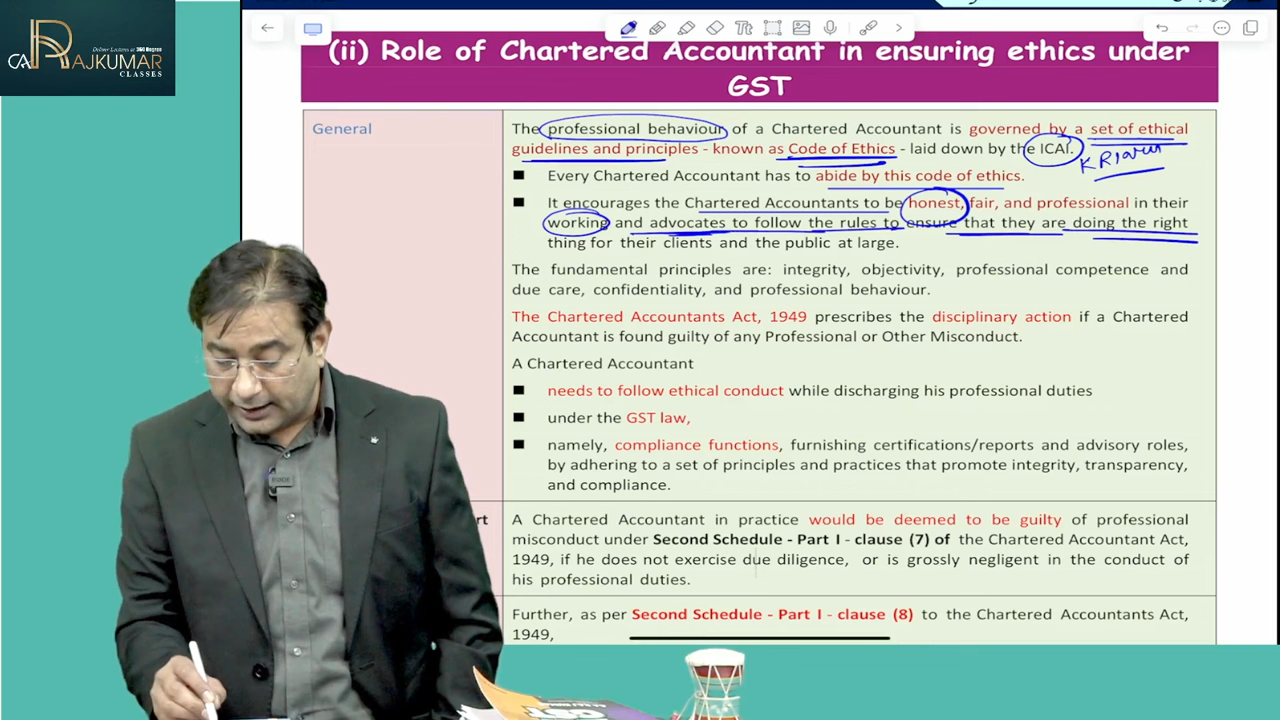 CA RAJKUMAR
Deliver Lectures at 360 Degree
CLASSES
(ii) Role of Chartered Accountant in ensuring ethics under
GST
General
The professional behaviour of a Chartered Accountant is governed by a set of ethical
guidelines and principles - known as Code of Ethics - laid down by the ICAI.
■ Every Chartered Accountant has to abide by this code of ethics.
■ It encourages the Chartered Accountants to be honest, fair, and professional in their
working and advocates to follow the rules to ensure that they are doing the right
thing for their clients and the public at large.
The fundamental principles are: integrity, objectivity, professional competence and
due care, confidentiality, and professional behaviour.
The Chartered Accountants Act, 1949 prescribes the disciplinary action if a Chartered
Accountant is found guilty of any Professional or Other Misconduct.
A Chartered Accountant
■ needs to follow ethical conduct while discharging his professional duties
■ under the GST law,
■ namely, compliance functions, furnishing certifications/reports and advisory roles,
by adhering to a set of principles and practices that promote integrity, transparency,
and compliance.
A Chartered Accountant in practice would be deemed to be guilty of professional
misconduct under Second Schedule - Part I - clause (7) of the Chartered Accountant Act,
1949, if he does not exercise due diligence, or is grossly negligent in the conduct of
his professional duties.
Further, as per Second Schedule - Part I - clause (8) to the Chartered Accountants Act,
1949,